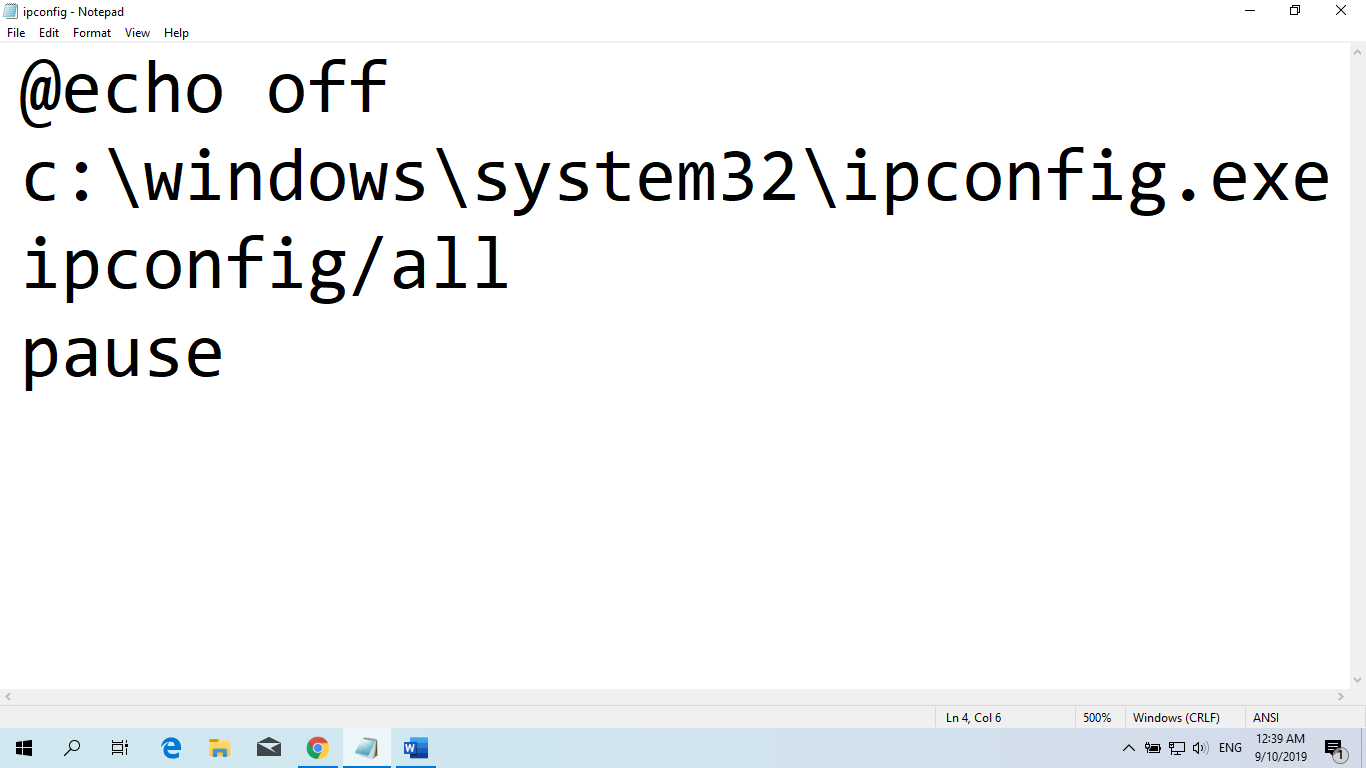 ipconfig - Notepad
File Edit Format View Help
@echo off
c:\windows\system32\ipconfig.exe
ipconfig/all
pause
Ln 4, Col 6 500% Windows (CRLF) ANSI
ENG 12:39 AM
9/10/2019 1